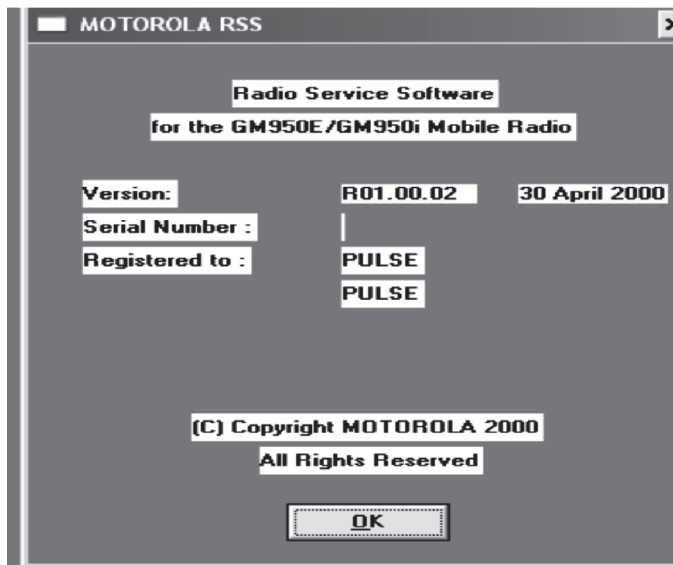 MOTOROLA RSS
Radio Service Software
for the GM950E/GM950i Mobile Radio
Version: R01.00.02 30 April 2000
Serial Number :
Registered to : PULSE
PULSE
(C) Copyright MOTOROLA 2000
All Rights Reserved
OK